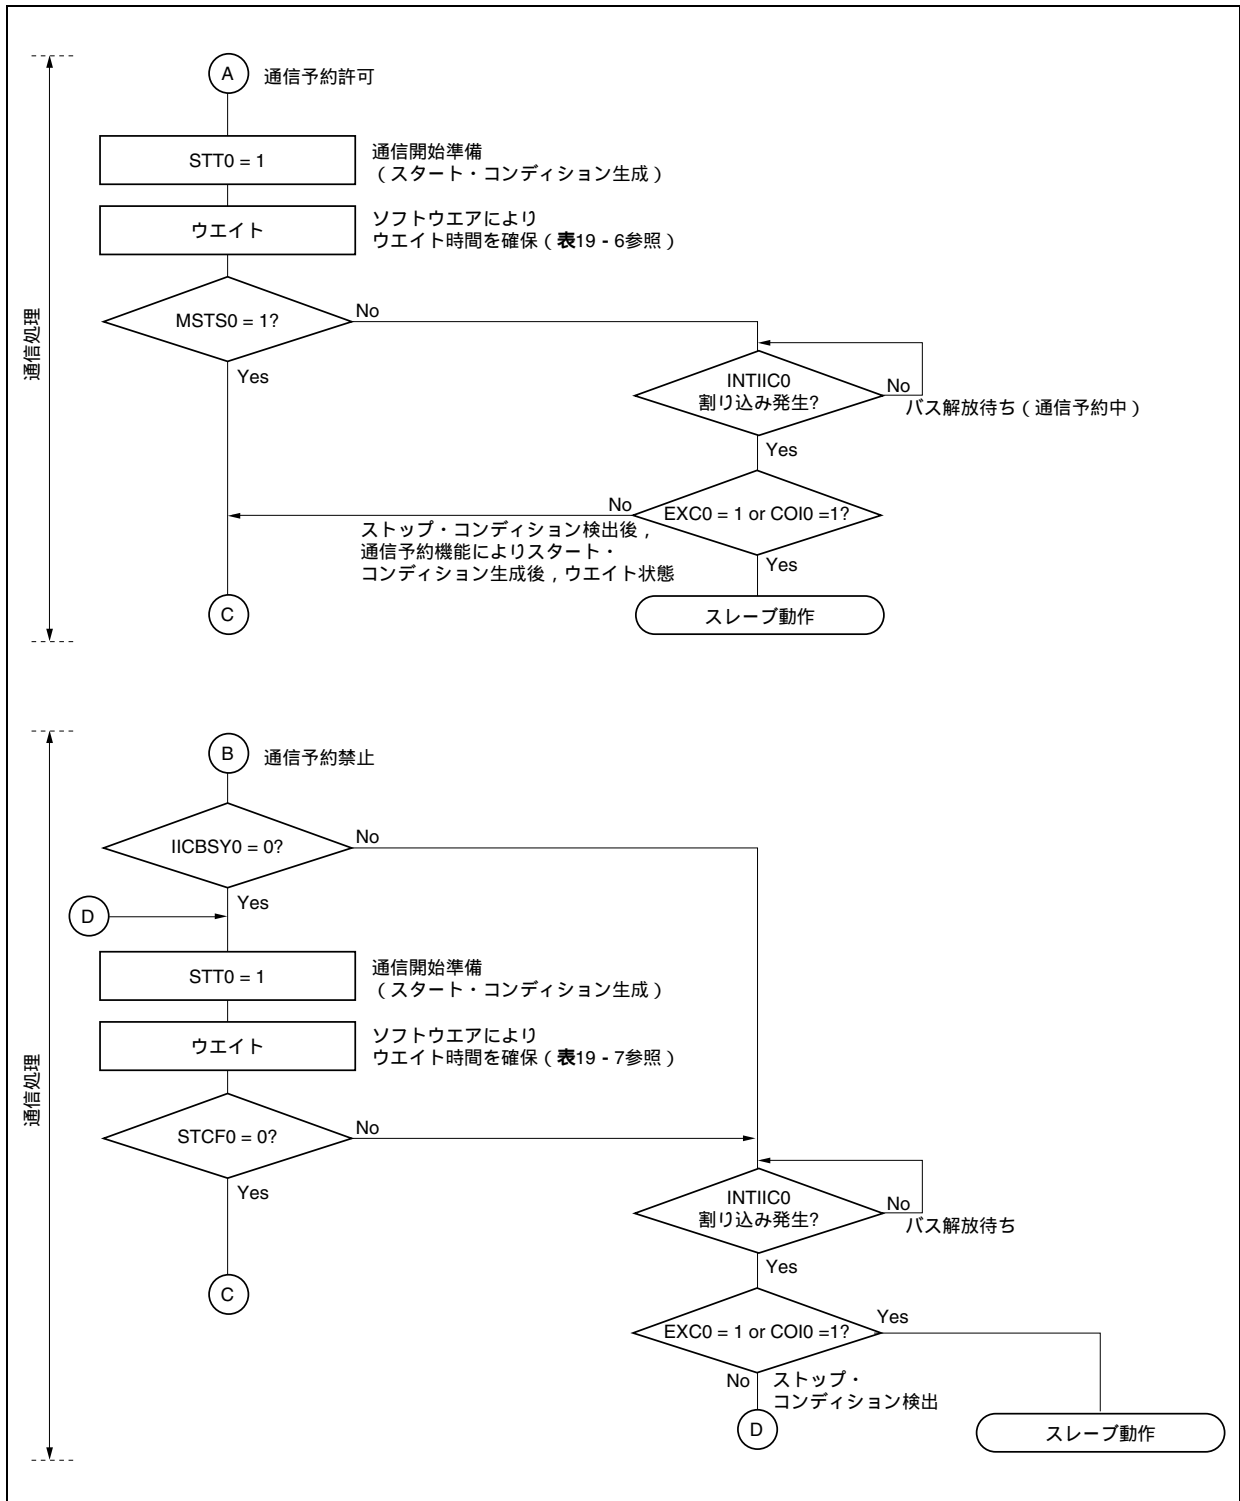 A 通信予約許可
STT0 = 1
通信開始準備
（スタート・コンディション生成）
ウエイト
ソフトウエアにより
ウエイト時間を確保（表19 - 6参照）
MSTS0 = 1?
No
Yes
INTIIC0
割り込み発生?
No
バス解放待ち（通信予約中）
Yes
EXC0 = 1 or COI0 =1?
No
ストップ・コンディション検出後，
通信予約機能によりスタート・
コンディション生成後，ウエイト状態
Yes
C
スレーブ動作
通信処理
B 通信予約禁止
IICBSY0 = 0?
No
Yes
D
STT0 = 1
通信開始準備
（スタート・コンディション生成）
ウエイト
ソフトウエアにより
ウエイト時間を確保（表19 - 7参照）
STCF0 = 0?
No
Yes
INTIIC0
割り込み発生?
No
バス解放待ち
Yes
C
EXC0 = 1 or COI0 =1?
Yes
No
ストップ・
コンディション検出
D
スレーブ動作
通信処理